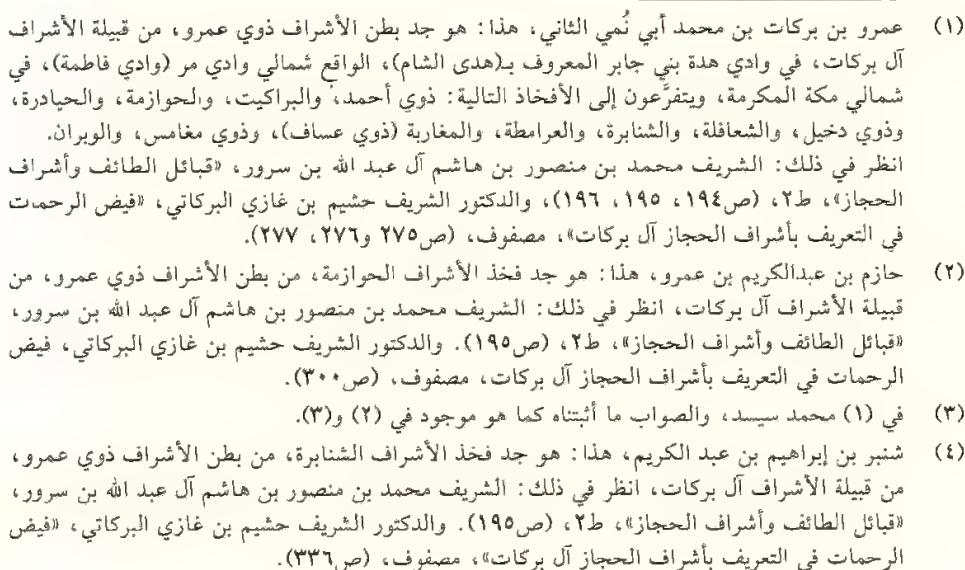 (١) عمرو بن بركات بن محمد أبي نُمي الثاني، هذا: هو جد بطن الأشراف ذوي عمرو، من قبيلة الأشراف
آل بركات، في وادي هدة بني جابر المعروف بـ(هدى الشام)، الواقع شمالي وادي مر (وادي فاطمة)، في
شمالي مكة المكرمة، ويتفرَّعون إلى الأفخاذ التالية: ذوي أحمد، والبراكيت، والحوازمة، والحيادرة،
وذوي دخيل، والشعافلة، والشنابرة، والعرامطة، والمغاربة (ذوي عساف)، وذوي مغامس، والوبران.
انظر في ذلك: الشريف محمد بن منصور بن هاشم آل عبد الله بن سرور، «قبائل الطائف وأشراف
الحجاز»، ط٢، (ص١٩٤، ١٩٥، ١٩٦)، والدكتور الشريف حشيم بن غازي البركاتي، «فيض الرحمات
في التعريف بأشراف الحجاز آل بركات»، مصفوف، (ص٢٧٥ و٢٧٦، ٢٧٧).
(٢) حازم بن عبدالكريم بن عمرو، هذا: هو جد فخذ الأشراف الحوازمة، من بطن الأشراف ذوي عمرو، من
قبيلة الأشراف آل بركات، انظر في ذلك: الشريف محمد بن منصور بن هاشم آل عبد الله بن سرور،
«قبائل الطائف وأشراف الحجاز»، ط٢، (ص١٩٥). والدكتور الشريف حشيم بن غازي البركاتي، فيض
الرحمات في التعريف بأشراف الحجاز آل بركات، مصفوف، (ص٣٠٠).
(٣) في (١) محمد سيسد، والصواب ما أثبتناه كما هو موجود في (٢) و(٣).
(٤) شنبر بن إبراهيم بن عبد الكريم، هذا: هو جد فخذ الأشراف الشنابرة، من بطن الأشراف ذوي عمرو،
من قبيلة الأشراف آل بركات، انظر في ذلك: الشريف محمد بن منصور بن هاشم آل عبد الله بن سرور،
«قبائل الطائف وأشراف الحجاز»، ط٢، (ص١٩٥). والدكتور الشريف حشيم بن غازي البركاتي، «فيض
الرحمات في التعريف بأشراف الحجاز آل بركات»، مصفوف، (ص٣٣٦).